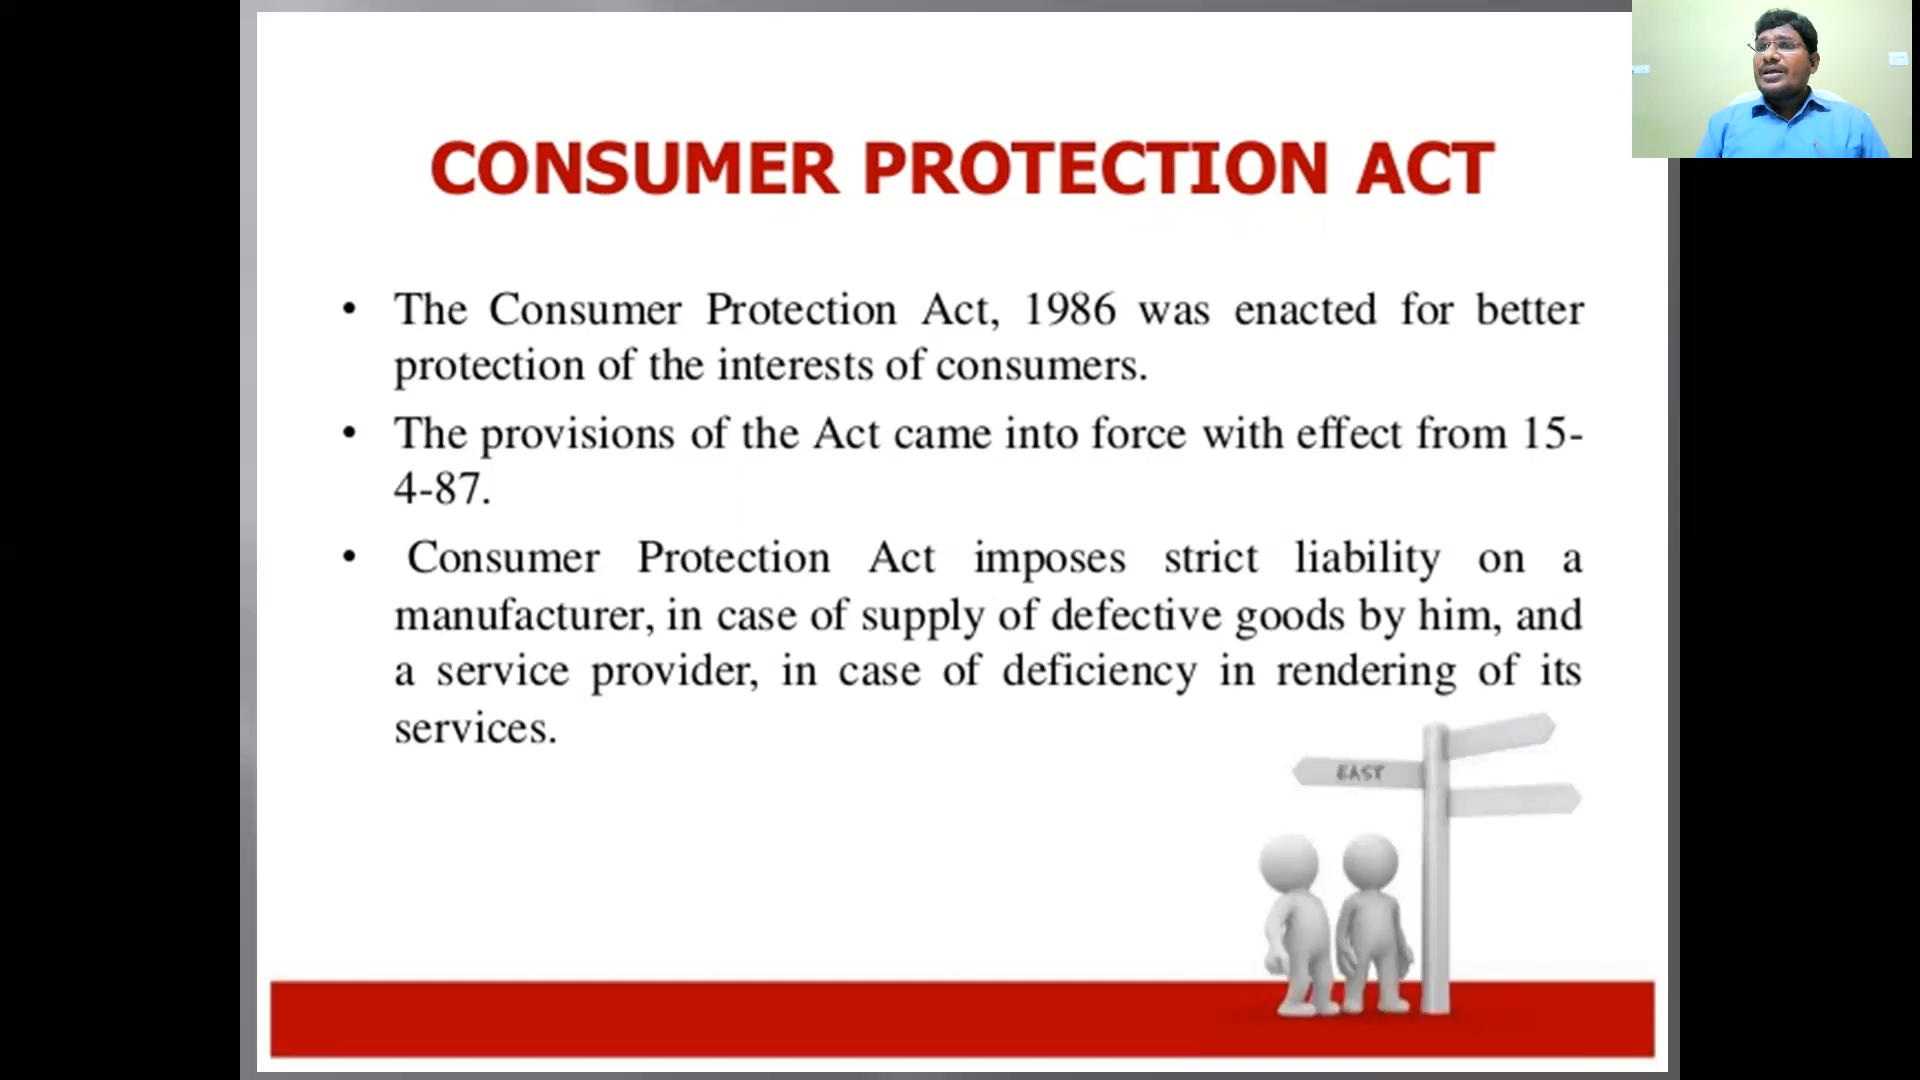 CONSUMER PROTECTION ACT
• The Consumer Protection Act, 1986 was enacted for better
protection of the interests of consumers.
• The provisions of the Act came into force with effect from 15-
4-87.
• Consumer Protection Act imposes strict liability on a
manufacturer, in case of supply of defective goods by him, and
a service provider, in case of deficiency in rendering of its
services.
EAST